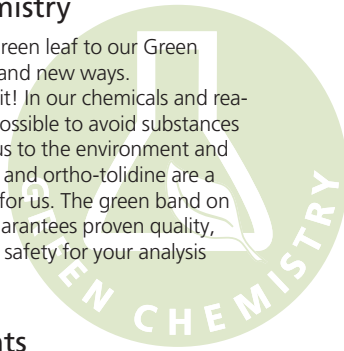 mistry
reen leaf to our Green
and new ways.
it! In our chemicals and rea-
ossible to avoid substances
us to the environment and
and ortho-tolidine are a
for us. The green band on
uarantees proven quality,
safety for your analysis
GREEN CHEMISTRY
nts